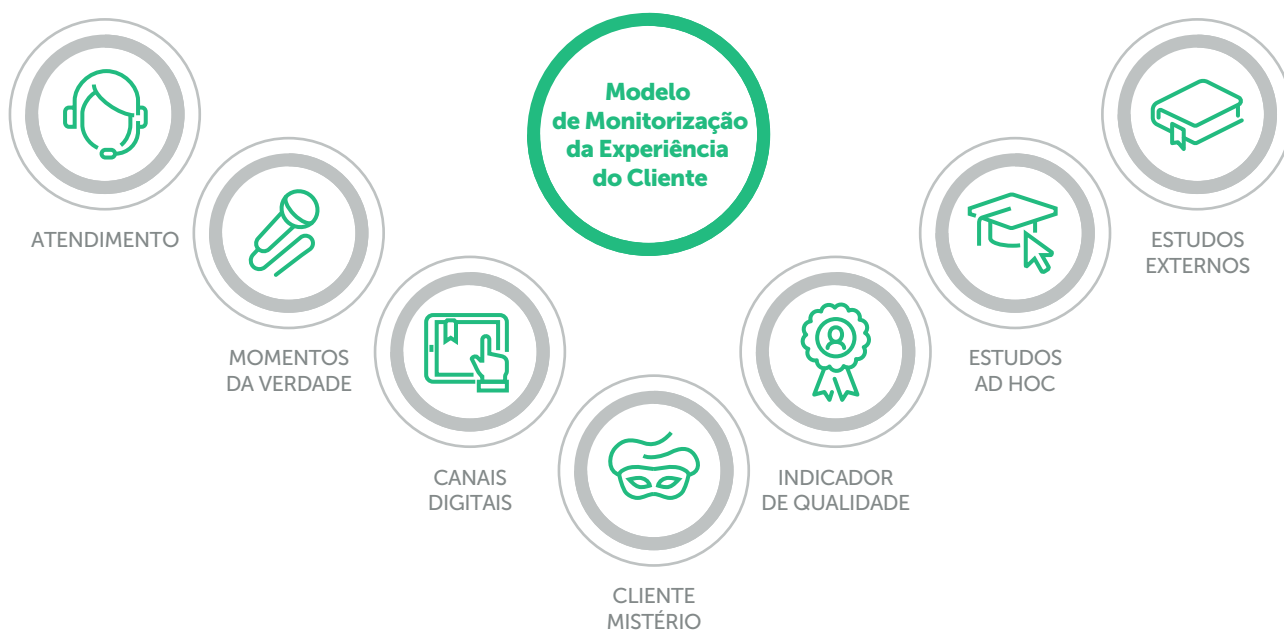 Modelo
de Monitorização
da Experiência
do Cliente
ATENDIMENTO
MOMENTOS
DA VERDADE
CANAIS
DIGITAIS
CLIENTE
MISTÉRIO
INDICADOR
DE QUALIDADE
ESTUDOS
AD HOC
ESTUDOS
EXTERNOS